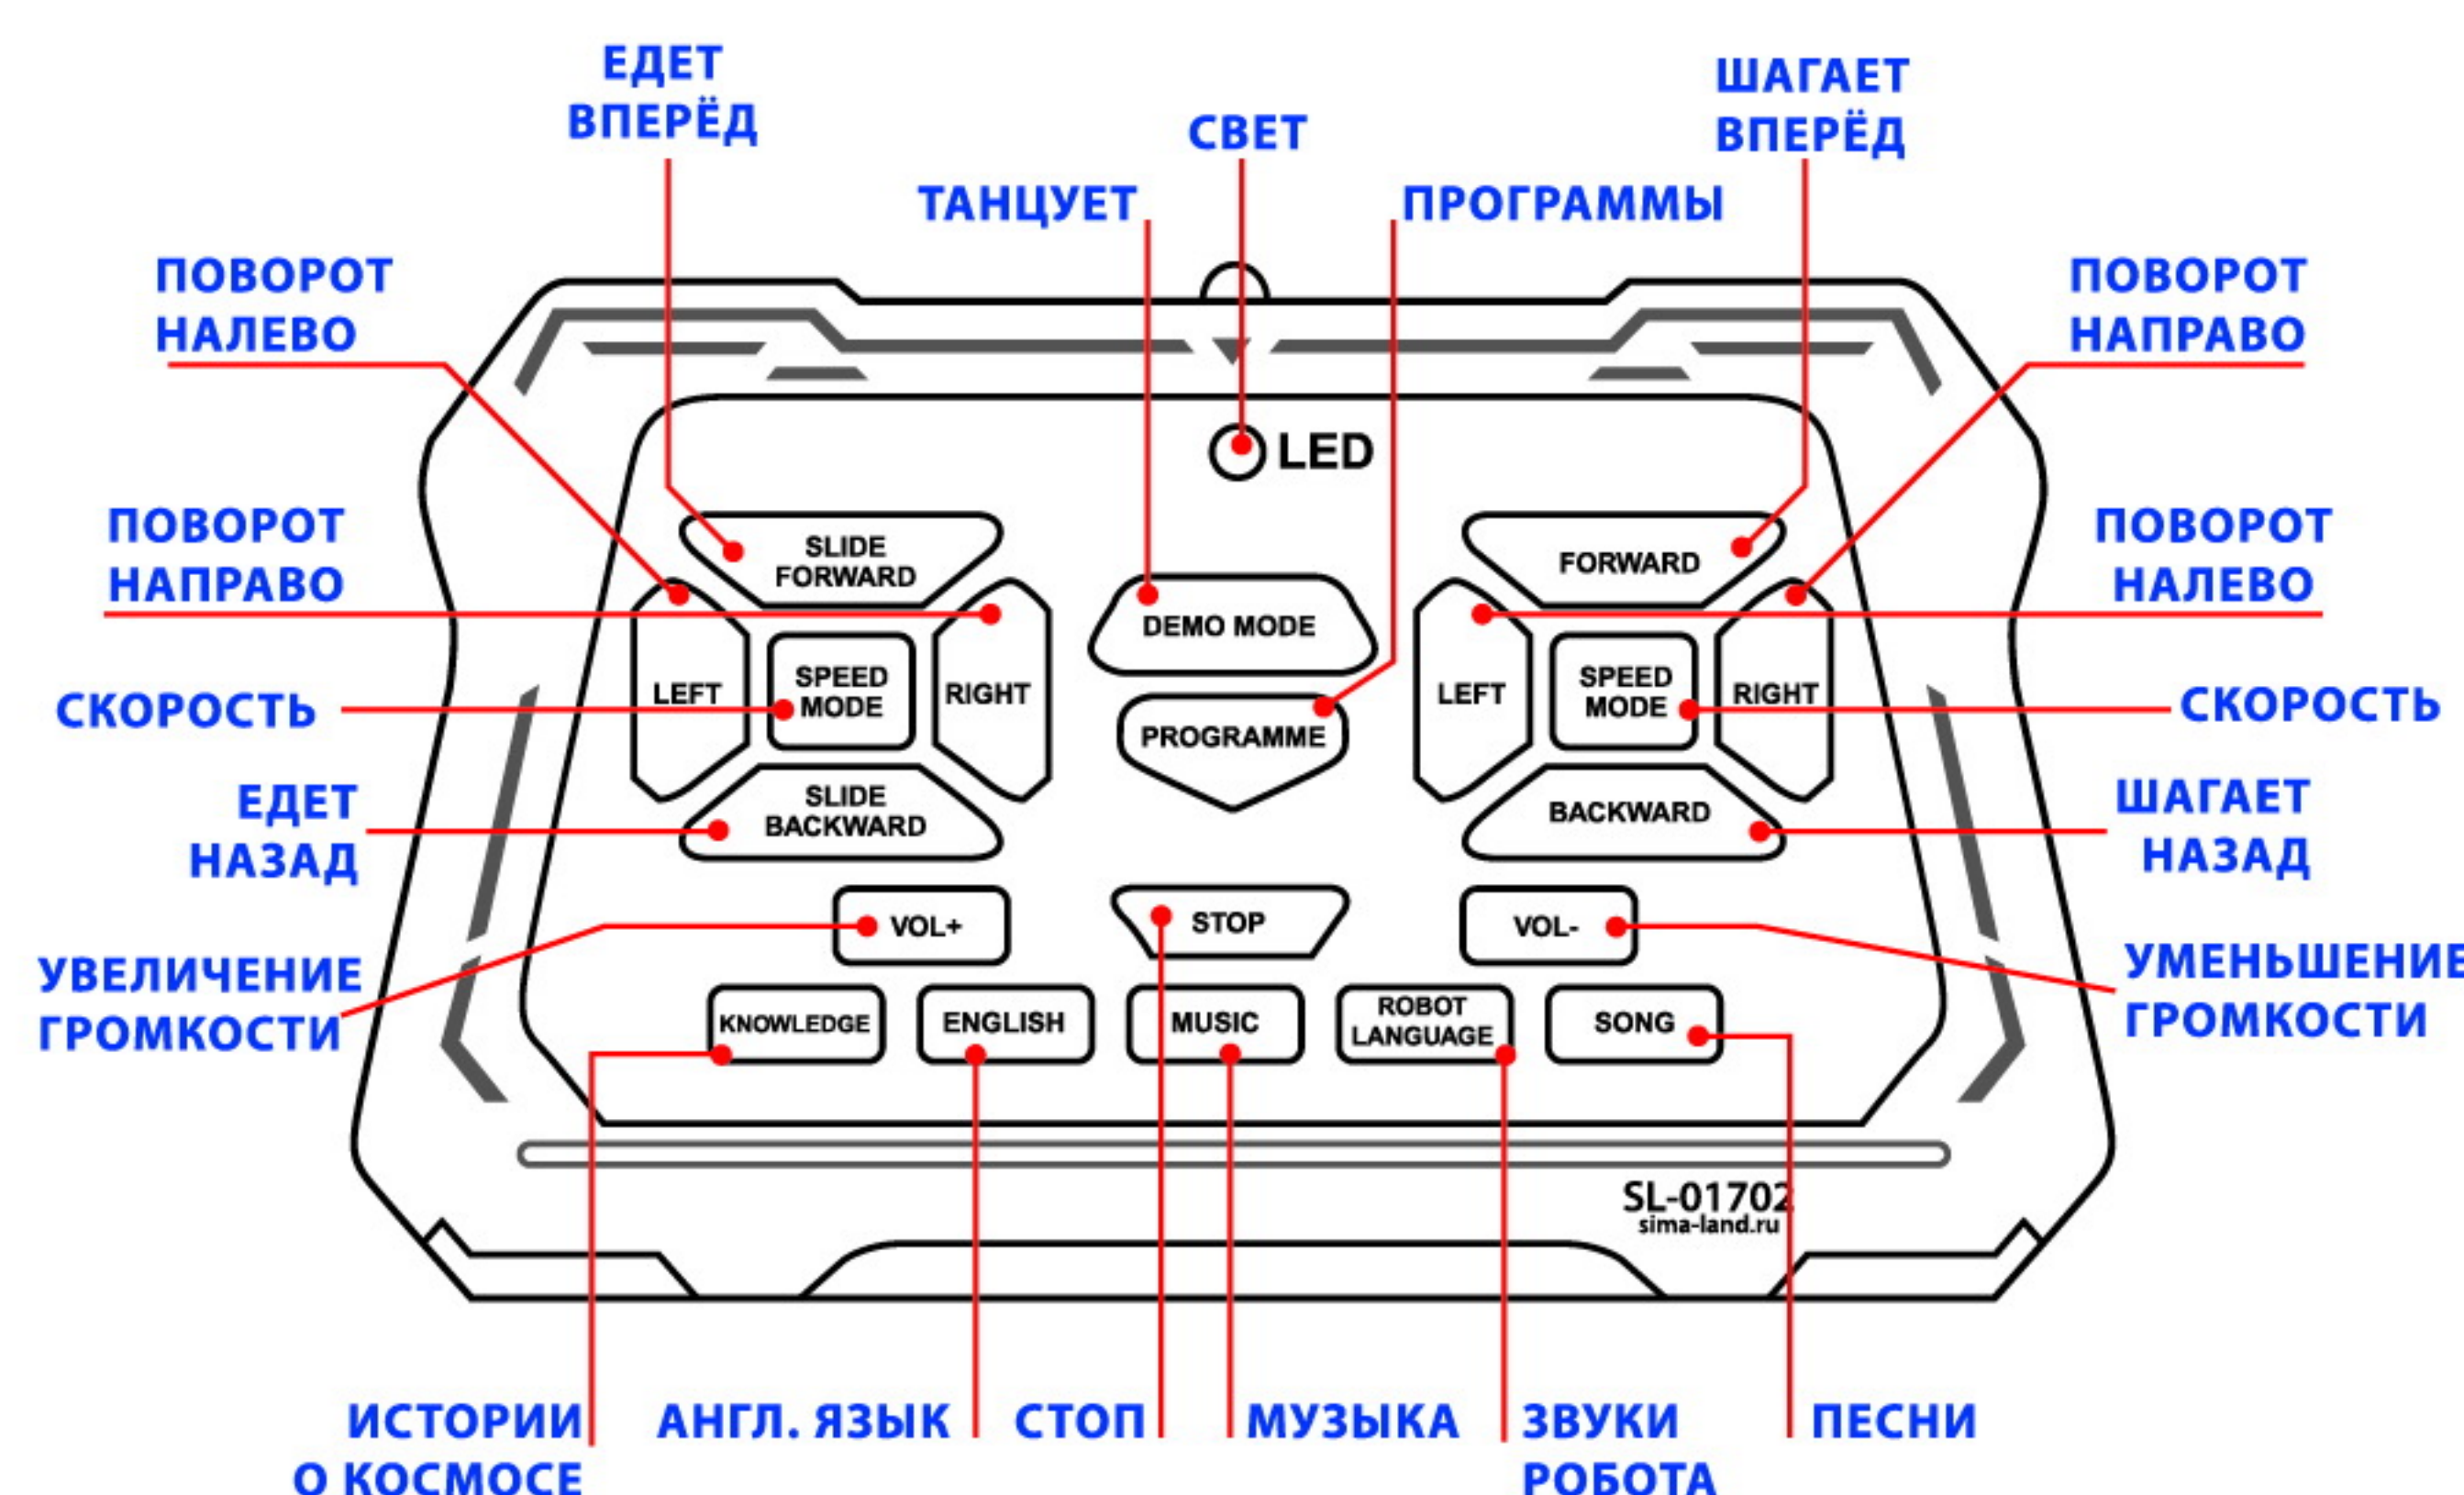 ЕДЕТ
ВПЕРЁД
ШАГАЕТ
ВПЕРЁД
СВЕТ
ТАНЦУЕТ
ПРОГРАММЫ
ПОВОРОТ
НАЛЕВО
ПОВОРОТ
НАПРАВО
LED
ПОВОРОТ
НАПРАВО
ПОВОРОТ
НАЛЕВО
SLIDE
FORWARD
FORWARD
DEMO MODE
LEFT
SPEED
MODE
RIGHT
PROGRAMME
LEFT
SPEED
MODE
RIGHT
СКОРОСТЬ
СКОРОСТЬ
ЕДЕТ
НАЗАД
SLIDE
BACKWARD
BACKWARD
ШАГАЕТ
НАЗАД
VOL+
STOP
VOL-
УВЕЛИЧЕНИЕ
ГРОМКОСТИ
УМЕНЬШЕНИЕ
ГРОМКОСТИ
KNOWLEDGE
ENGLISH
MUSIC
ROBOT
LANGUAGE
SONG
SL-01702
sima-land.ru
ИСТОРИИ
О КОСМОСЕ
АНГЛ. ЯЗЫК
СТОП
МУЗЫКА
ЗВУКИ
РОБОТА
ПЕСНИ